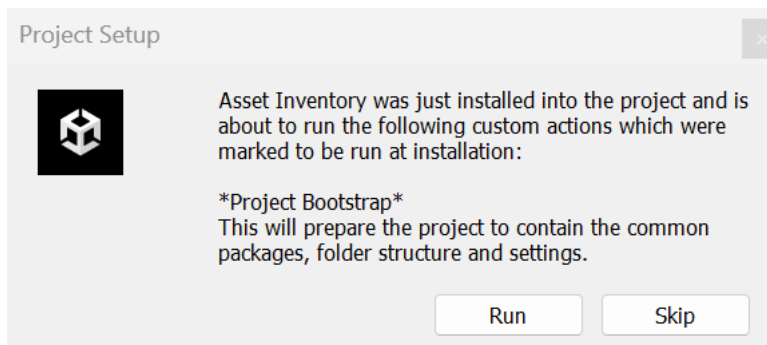 Project Setup
Asset Inventory was just installed into the project and is
about to run the following custom actions which were
marked to be run at installation:
*Project Bootstrap*
This will prepare the project to contain the common
packages, folder structure and settings.
Run
Skip